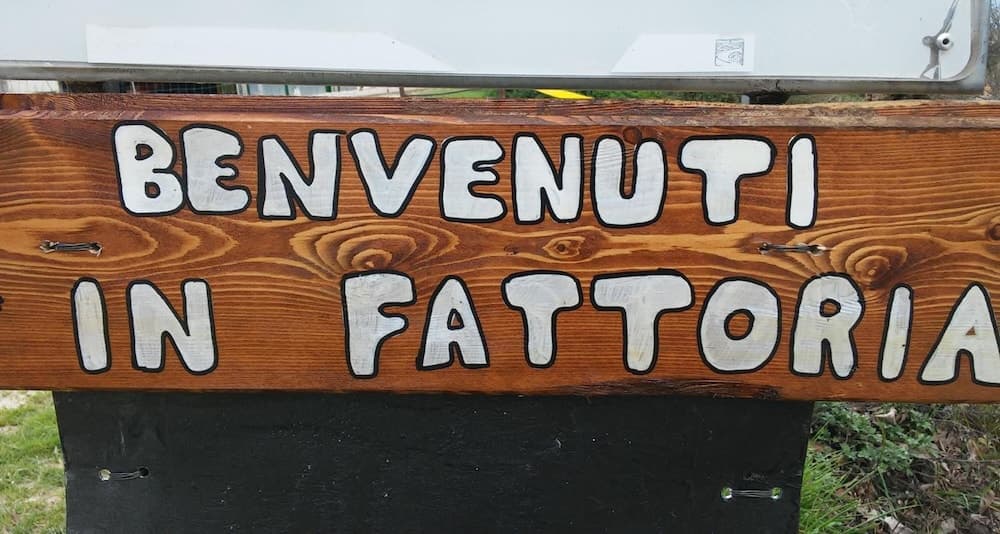 BENVENUTI
IN FATTORIA